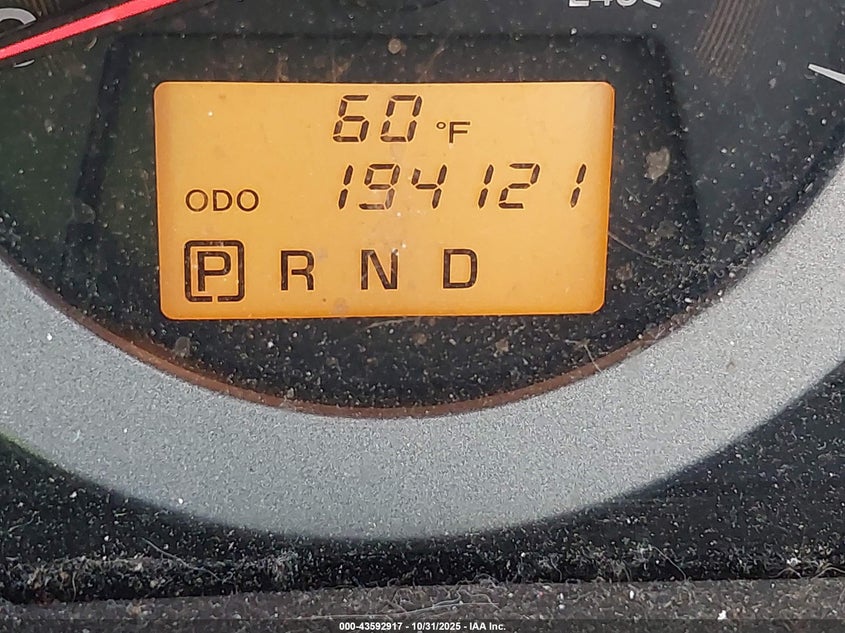 60 °F
ODO 194121
P R N D
000-43592917 - 10/31/2025 - IAA Inc.